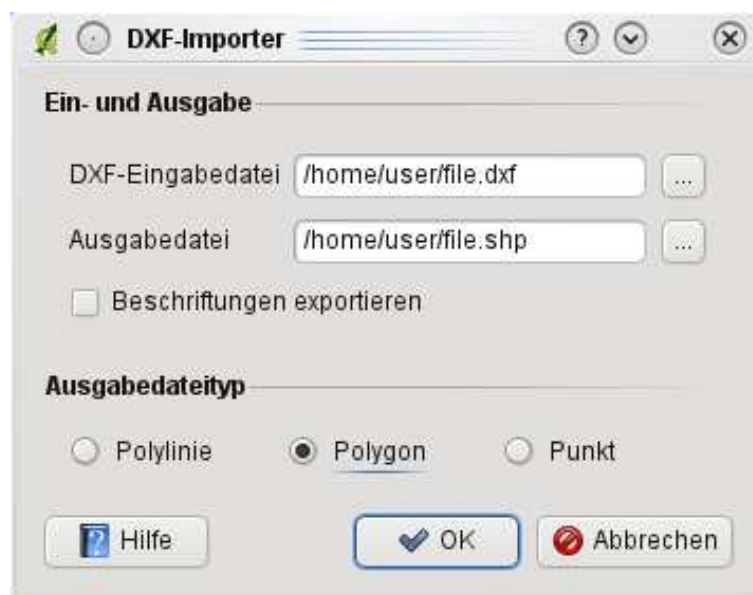 DXF-Importer
Ein- und Ausgabe
DXF-Eingabedatei /home/user/file.dxf ...
Ausgabedatei /home/user/file.shp ...
Beschriftungen exportieren
Ausgabedateityp
Polylinie Polygon Punkt
Hilfe OK Abbrechen